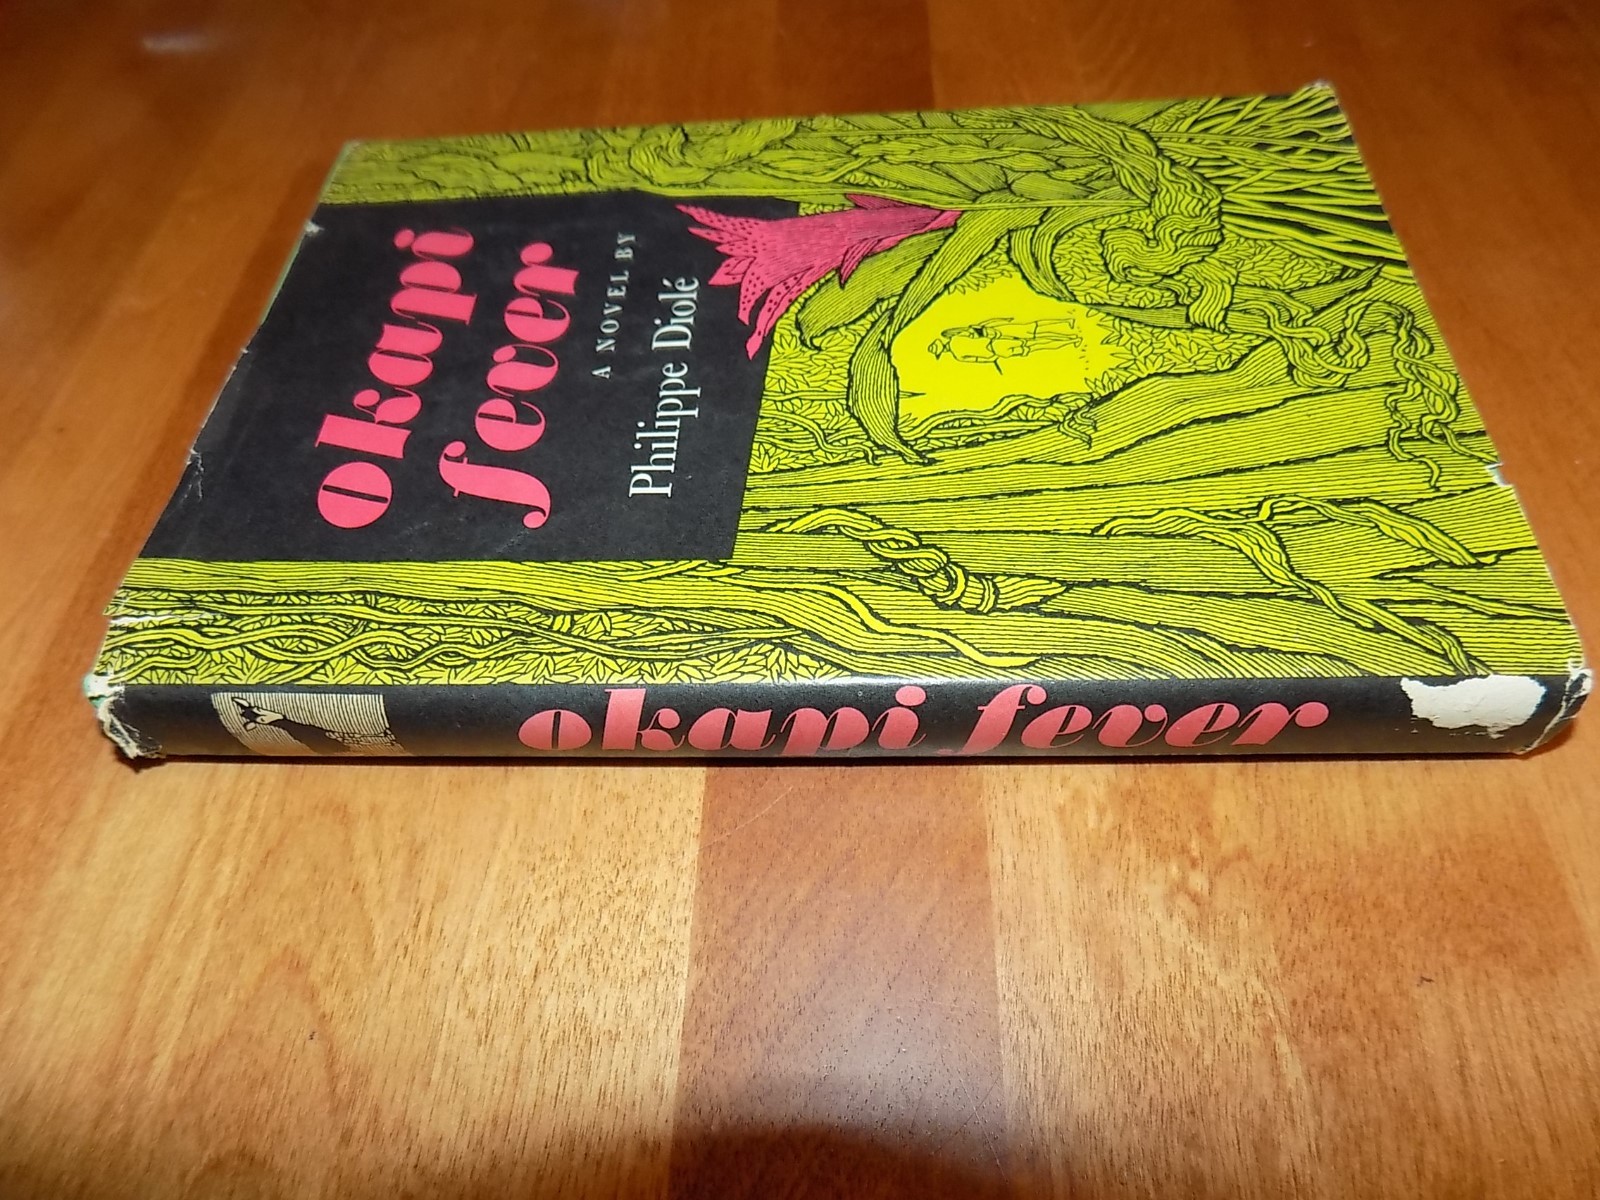 okapi
fever
A NOVEL BY
Philippe Diolé
okapi fever